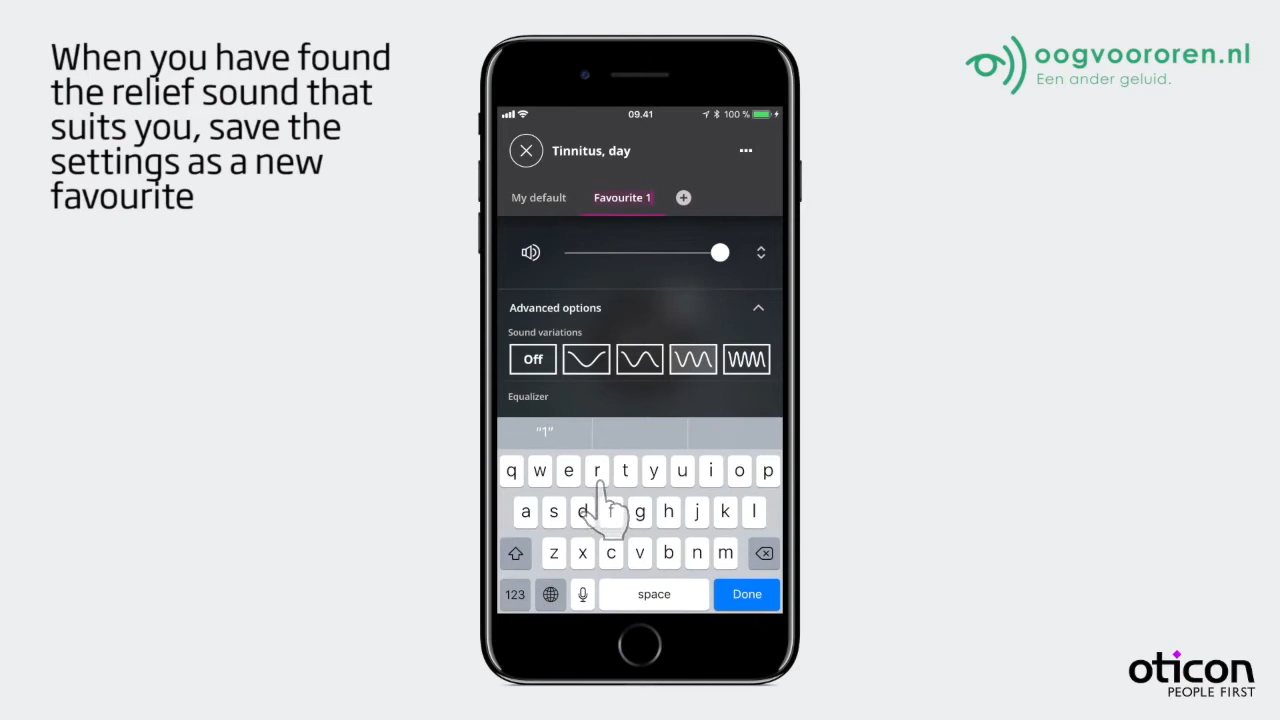 When you have found
the relief sound that
suits you, save the
settings as a new
favourite
oogvoororen.nl
Een ander geluid.
09.41
100 %
Tinnitus, day
My default
Favourite 1
Advanced options
Sound variations
Off
Equalizer
“1”
q w e r t y u i o p
a s d f g h j k l
z x c v b n m
123
space
Done
oticon
PEOPLE FIRST